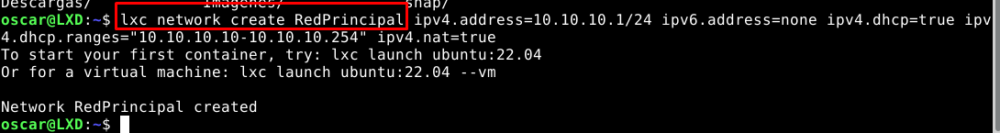 Descargas/ Imágenes/ snap/
oscar@LXD:~$ lxc network create RedPrincipal ipv4.address=10.10.10.1/24 ipv6.address=none ipv4.dhcp=true ipv
4.dhcp.ranges="10.10.10.10-10.10.10.254" ipv4.nat=true
To start your first container, try: lxc launch ubuntu:22.04
Or for a virtual machine: lxc launch ubuntu:22.04 --vm
Network RedPrincipal created
oscar@LXD:~$